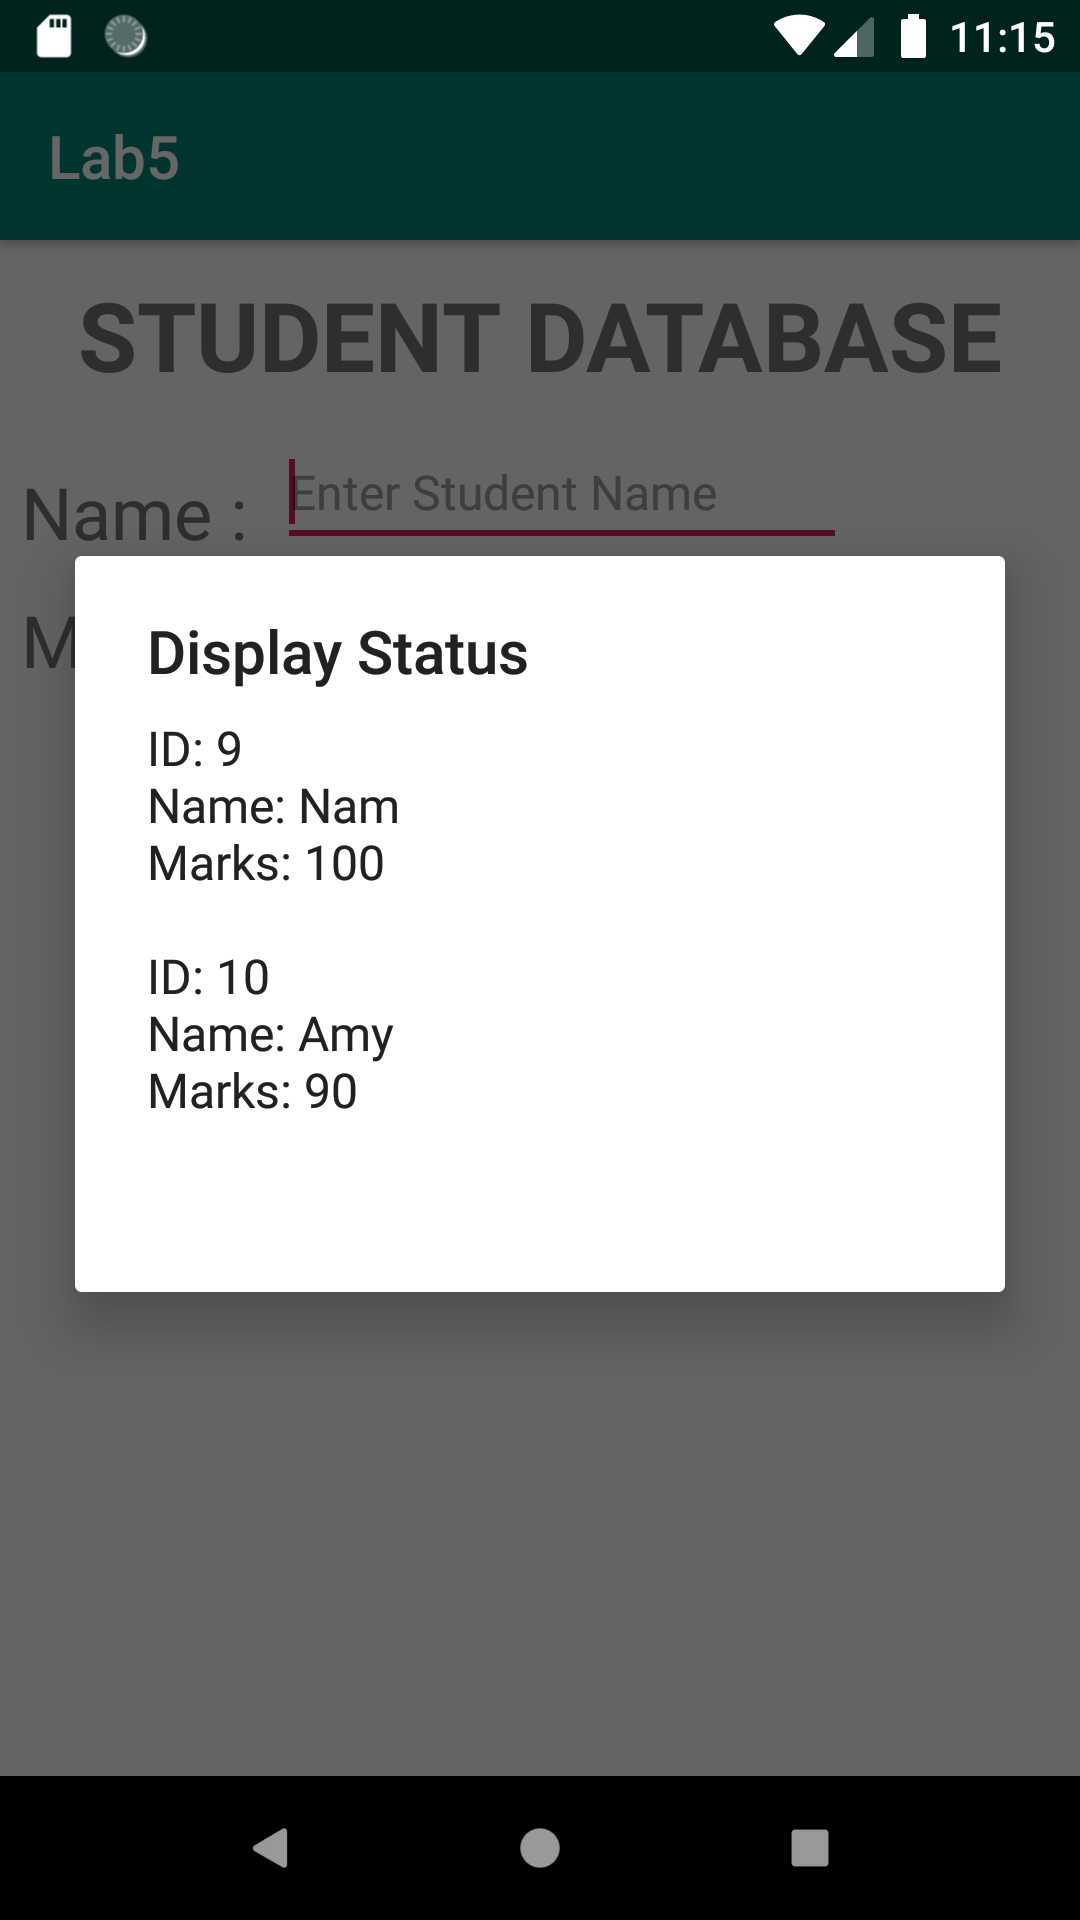 11:15
Lab5
STUDENT DATABASE
Name :
Enter Student Name
M
Display Status
ID: 9
Name: Nam
Marks: 100
ID: 10
Name: Amy
Marks: 90